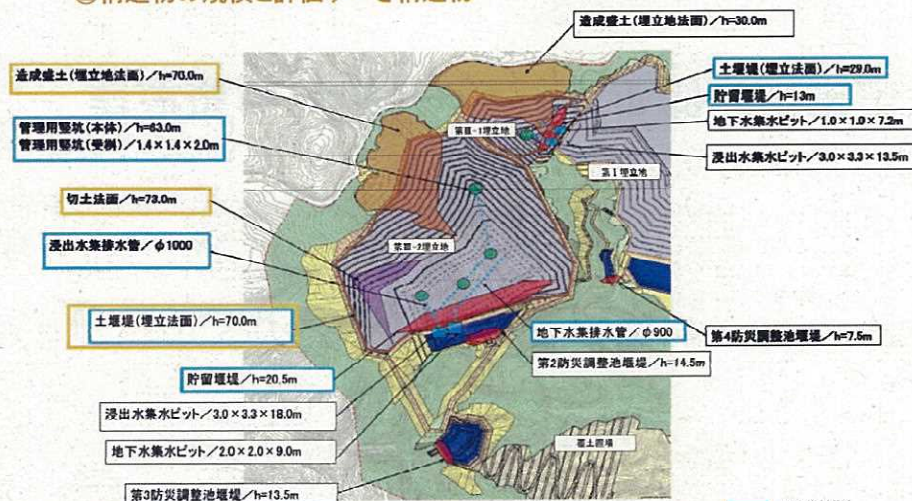 造成盛土(埋立地法面)/h=30.0m
造成盛土(埋立地法面)/h=70.0m
土堰堤(埋立法面)/h=29.0m
貯留堰堤/h=13m
管理用竪坑(本体)/h=63.0m
管理用竪坑(受桝)/1.4×1.4×2.0m
地下水集水ピット/1.0×1.0×7.2m
第Ⅲ-1埋立地
浸出水集水ピット/3.0×3.3×13.5m
第Ⅰ埋立地
切土法面/h=73.0m
浸出水集排水管/φ1000
第Ⅲ-2埋立地
土堰堤(埋立法面)/h=70.0m
地下水集排水管/φ900
第4防災調整池堰堤/h=7.5m
第2防災調整池堰堤/h=14.5m
貯留堰堤/h=20.5m
浸出水集水ピット/3.0×3.3×18.0m
地下水集水ピット/2.0×2.0×9.0m
覆土置場
第3防災調整池堰堤/h=13.5m